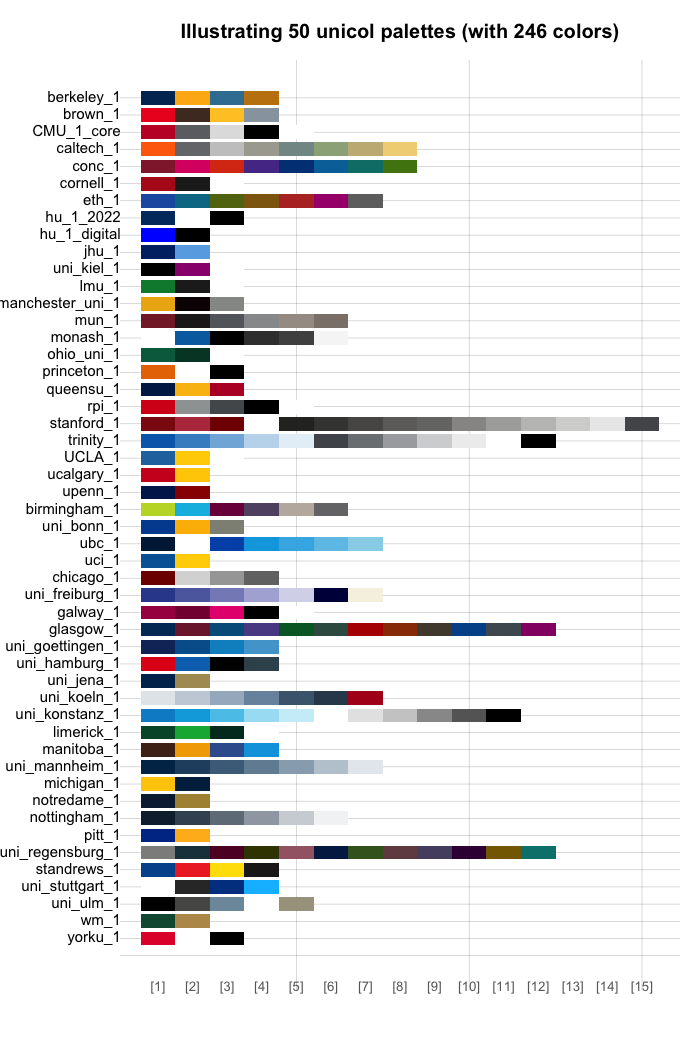 Illustrating 50 unicol palettes (with 246 colors)
berkeley_1
brown_1
CMU_1_core
caltech_1
conc_1
cornell_1
eth_1
hu_1_2022
hu_1_digital
jhu_1
uni_kiel_1
lmu_1
manchester_uni_1
mun_1
monash_1
ohio_uni_1
princeton_1
queensu_1
rpi_1
stanford_1
trinity_1
UCLA_1
ucalgary_1
upenn_1
birmingham_1
uni_bonn_1
ubc_1
uci_1
chicago_1
uni_freiburg_1
galway_1
glasgow_1
uni_goettingen_1
uni_hamburg_1
uni_jena_1
uni_koeln_1
uni_konstanz_1
limerick_1
manitoba_1
uni_mannheim_1
michigan_1
notredame_1
nottingham_1
pitt_1
uni_regensburg_1
standrews_1
uni_stuttgart_1
uni_ulm_1
wm_1
yorku_1
[1] [2] [3] [4] [5] [6] [7] [8] [9] [10] [11] [12] [13] [14] [15]